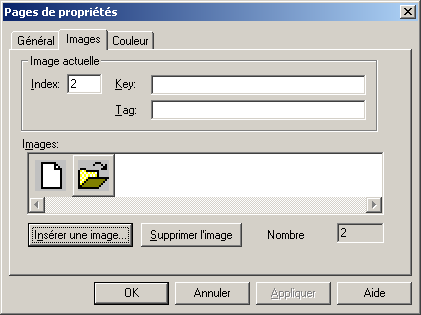 Pages de propriétés
Général Images Couleur
Image actuelle
Index: 2 Key:
Tag:
Images:
Insérer une image... Supprimer l'image Nombre 2
OK Annuler Appliquer Aide